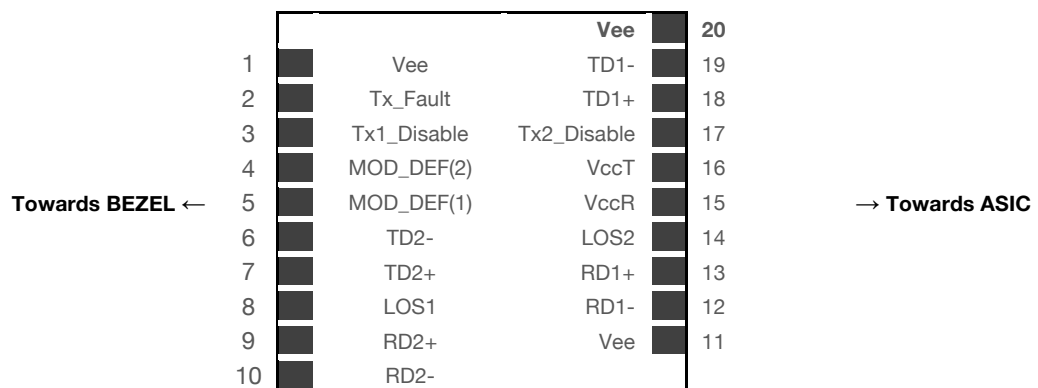 Vee 20
1 Vee TD1- 19
2 Tx_Fault TD1+ 18
3 Tx1_Disable Tx2_Disable 17
4 MOD_DEF(2) VccT 16
Towards BEZEL ← 5 MOD_DEF(1) VccR 15 → Towards ASIC
6 TD2- LOS2 14
7 TD2+ RD1+ 13
8 LOS1 RD1- 12
9 RD2+ Vee 11
10 RD2-